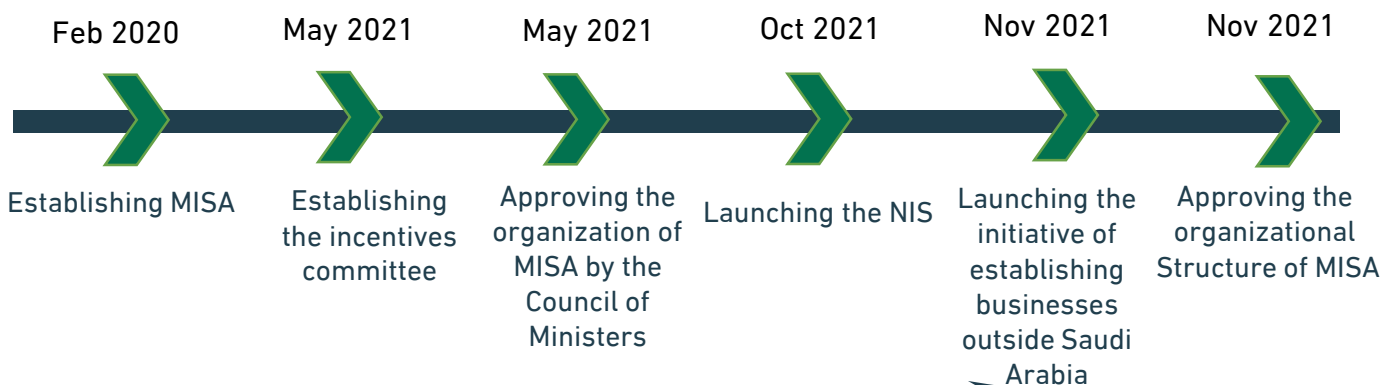 Feb 2020
May 2021
May 2021
Oct 2021
Nov 2021
Nov 2021
Establishing MISA
Establishing
the incentives
committee
Approving the
organization of
MISA by the
Council of
Ministers
Launching the NIS
Launching the
initiative of
establishing
businesses
outside Saudi
Arabia
Approving the
organizational
Structure of MISA